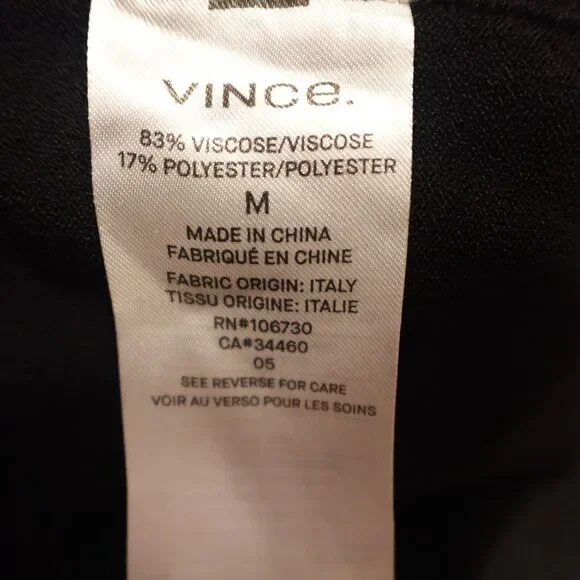 VINCe.
83% VISCOSE/VISCOSE
17% POLYESTER/POLYESTER
M
MADE IN CHINA
FABRIQUÉ EN CHINE
FABRIC ORIGIN: ITALY
TISSU ORIGINE: ITALIE
RN#106730
CA#34460
05
SEE REVERSE FOR CARE
VOIR AU VERSO POUR LES SOINS